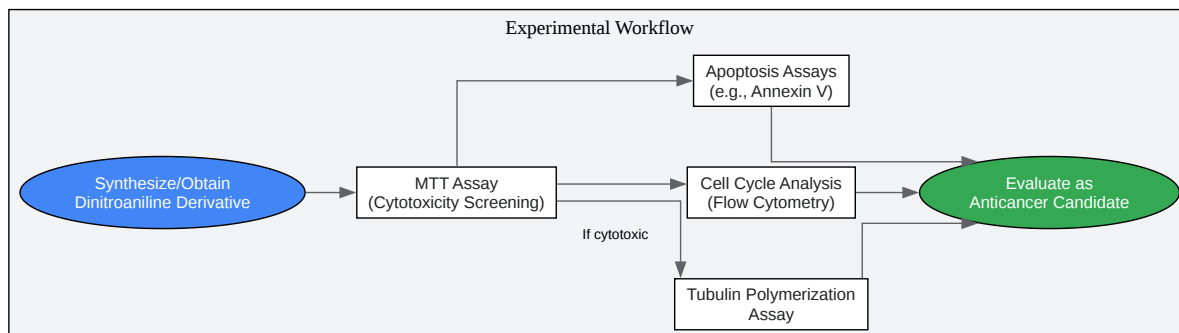 Experimental Workflow
Apoptosis Assays
(e.g., Annexin V)
Synthesize/Obtain
Dinitroaniline Derivative
MTT Assay
(Cytotoxicity Screening)
Cell Cycle Analysis
(Flow Cytometry)
Evaluate as
Anticancer Candidate
If cytotoxic
Tubulin Polymerization
Assay